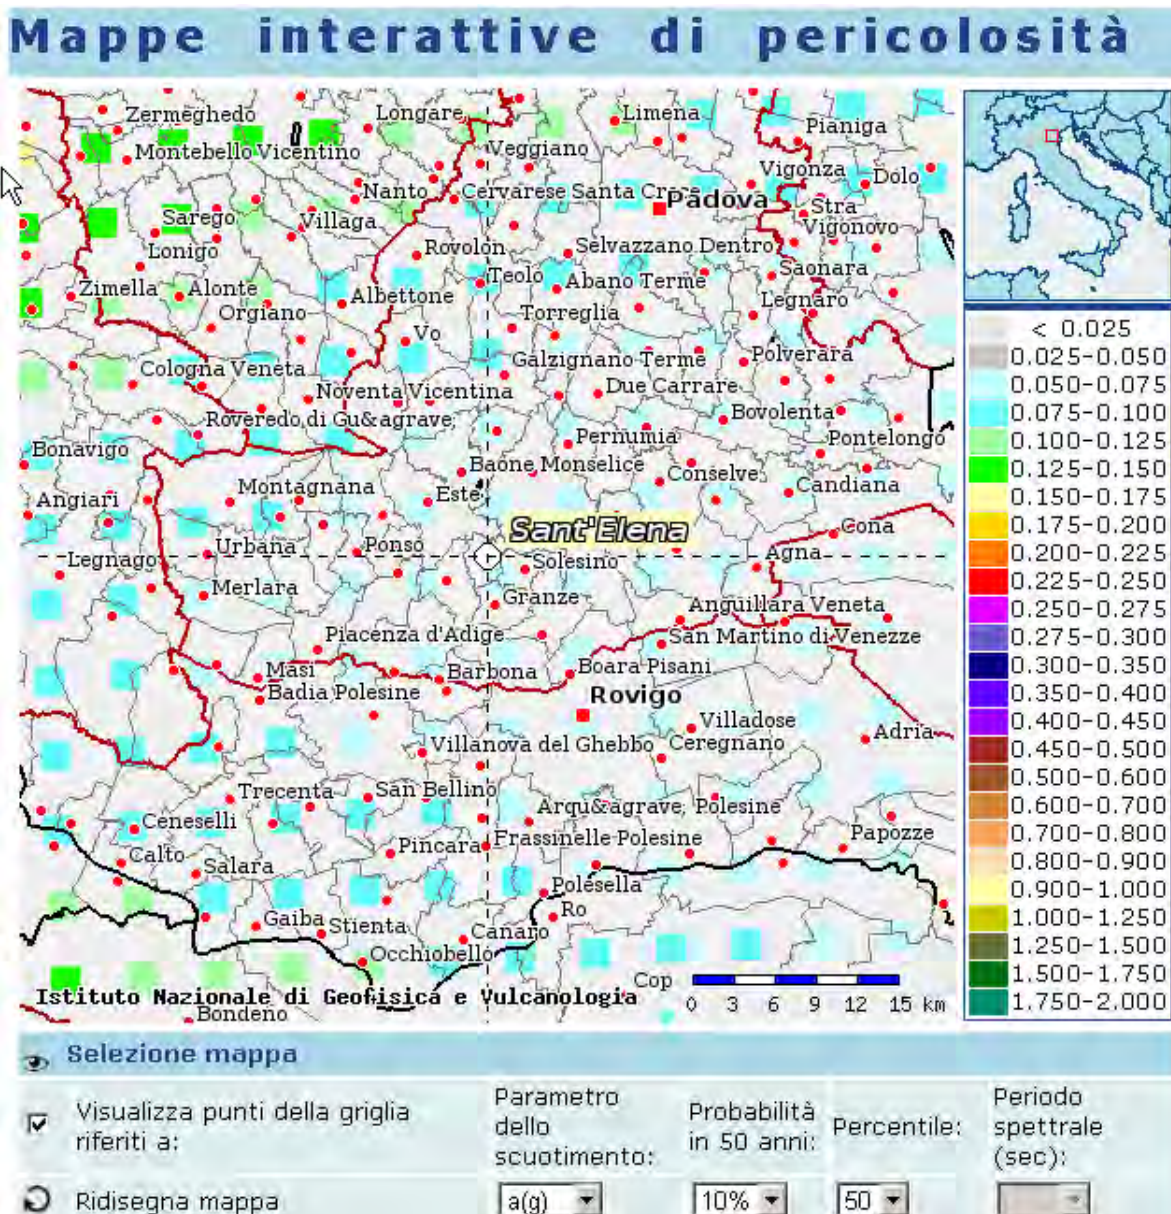 Mappe interattive di pericolosità
Zermeghedo
Longare
Limena
Pianiga
Montebello Vicentino
Veggiano
Vigonza
Dolo
Nanto
Cervarese Santa Croce
Padova
Stra
Sarego
Villaga
Vigonovo
Lonigo
Rovolon
Selvazzano Dentro
Saonara
Teolo
Abano Terme
Zimella
Alonte
Albettone
Legnaro
Orgiano
Torreglia
Vo
Cologna Veneta
Galzignano Terme
Polverara
Noventa Vicentina
Due Carrare
Roveredo di Gu&agrave;
Bovolenta
Bonavigo
Pernumia
Pontelongo
Baone
Monselice
Conselve
Angiari
Montagnana
Este
Candiana
Sant'Elena
Cona
Legnago
Urbana
Ponso
Solesino
Agna
Merlara
Granze
Anguillara Veneta
Piacenza d'Adige
San Martino di Venezze
Masi
Barbona
Boara Pisani
Badia Polesine
Rovigo
Villadose
Villanova del Ghebbo
Ceregnano
Adria
Trecenta
San Bellino
Arqu&agrave; Polesine
Ceneselli
Pincara
Frassinelle Polesine
Papozze
Calto
Salara
Polesella
Gaiba
Stienta
Canaro
Ro
Occhiobello
Cop
0 3 6 9 12 15 km
Istituto Nazionale di Geofisica e Vulcanologia
Bondeno
< 0.025
0.025-0.050
0.050-0.075
0.075-0.100
0.100-0.125
0.125-0.150
0.150-0.175
0.175-0.200
0.200-0.225
0.225-0.250
0.250-0.275
0.275-0.300
0.300-0.350
0.350-0.400
0.400-0.450
0.450-0.500
0.500-0.600
0.600-0.700
0.700-0.800
0.800-0.900
0.900-1.000
1.000-1.250
1.250-1.500
1.500-1.750
1.750-2.000
Selezione mappa
Visualizza punti della griglia
riferiti a:
Parametro
dello
scuotimento:
Probabilità
in 50 anni:
Percentile:
Periodo
spettrale
(sec):
Ridisegna mappa
a(g)
10%
50